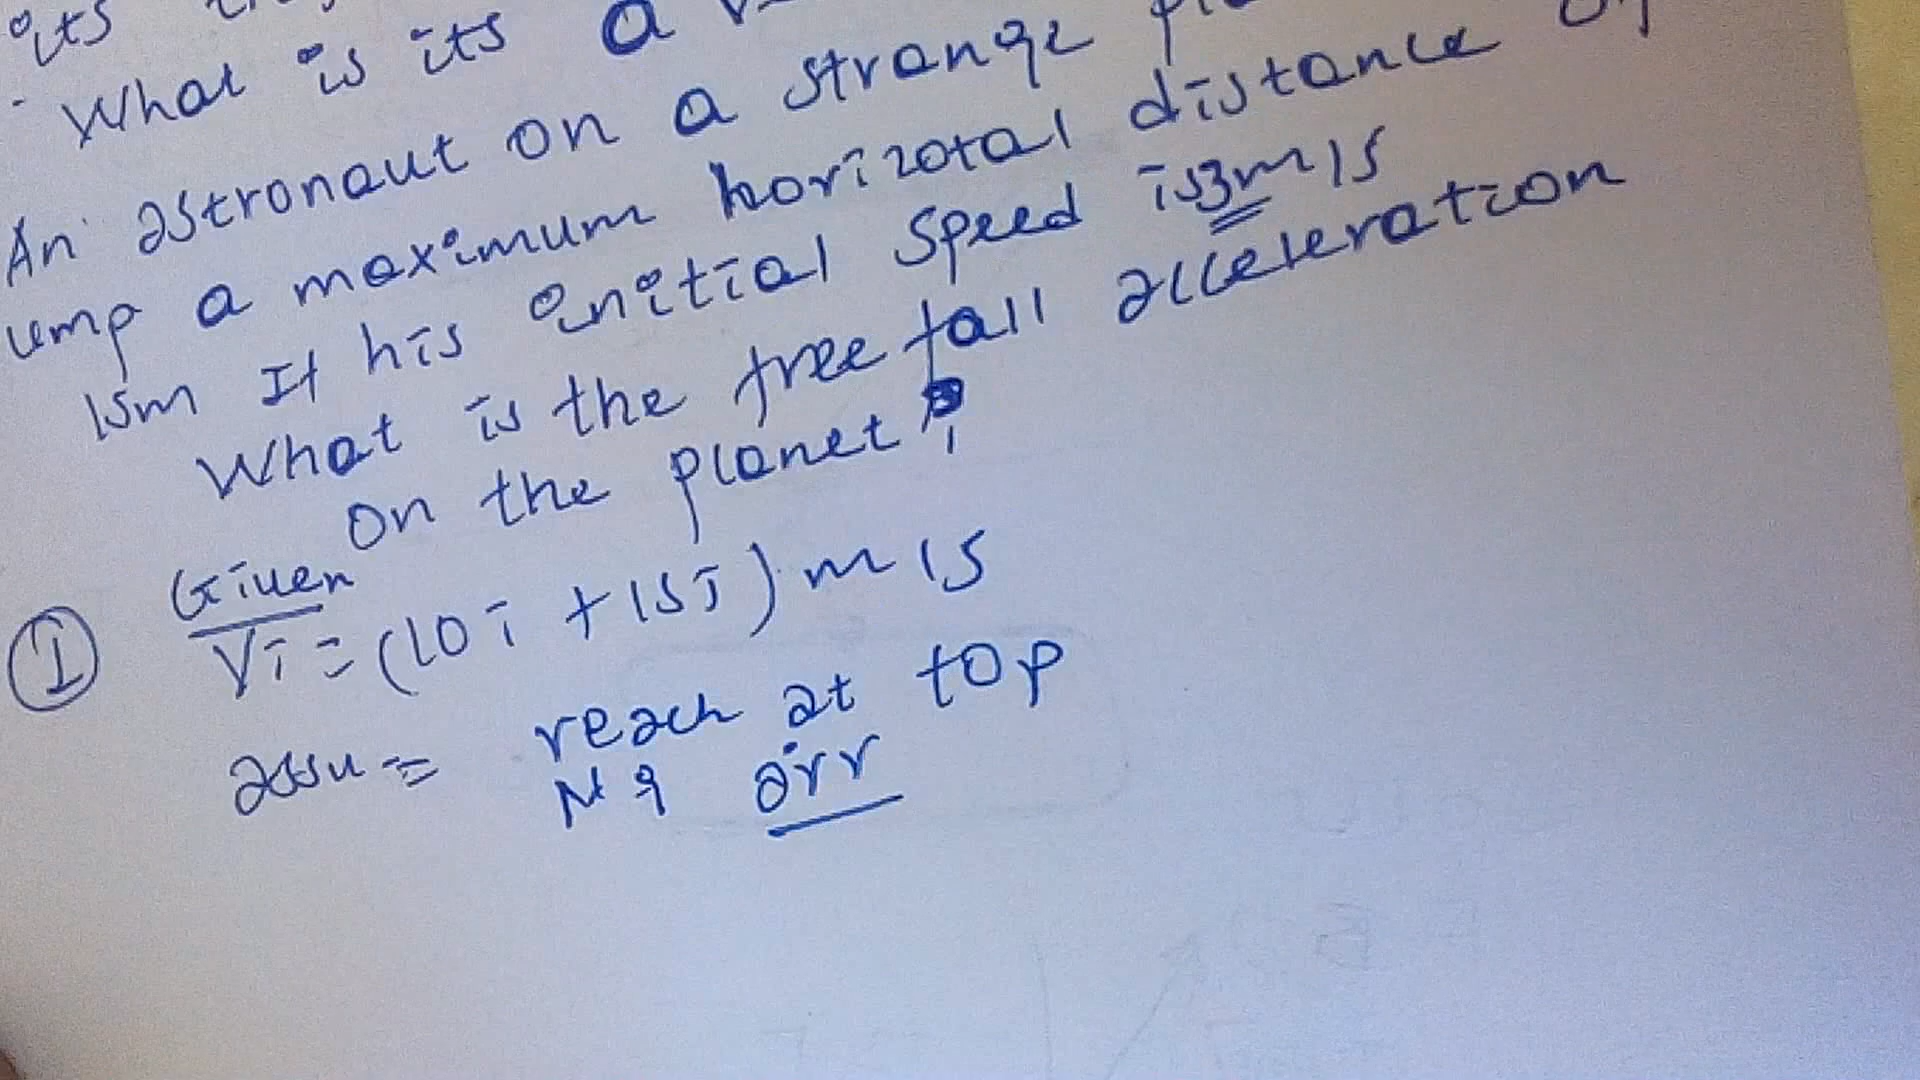 its
What is its a
An astronaut on a strange
ump a maximum horizotal distance of
15m If his initial speed is 3m/s
What is the free fall acceleration
on the planet?
Given
① Vi = (10i + 15j) m/s
assu = reach at top